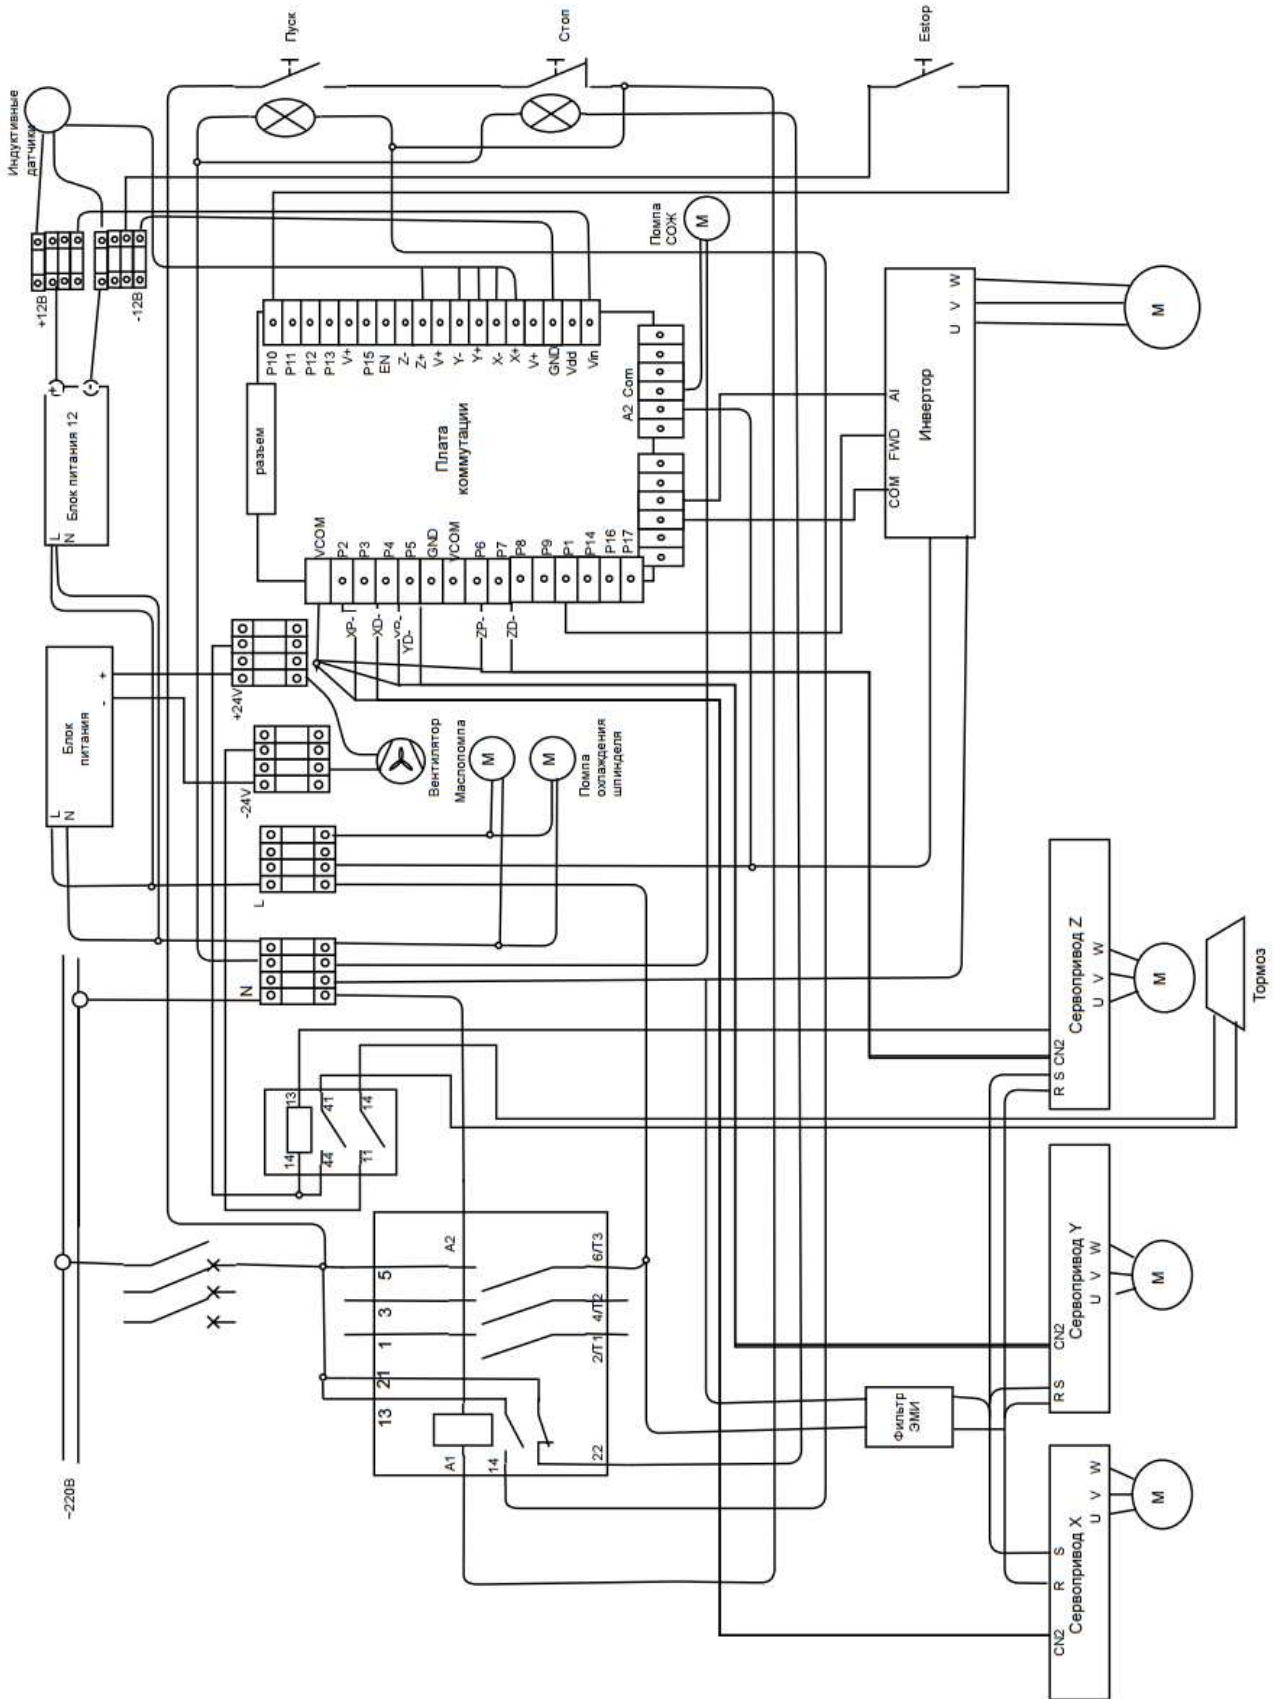 Индуктивные
датчики
Пуск
Стоп
Estop
+12В
-12В
+
-
Блок питания 12
L
N
разъем
Плата
коммутации
P10
P11
P12
P13
V+
P15
EN
Z-
Z+
V+
Y-
Y+
X-
X+
V+
GND
Vdd
Vin
Помпа
СОЖ
M
A2 Com
VCOM
P2
P3
P4
P5
GND
VCOM
P6
P7
P8
P9
P1
P14
P16
P17
XP-
XD-
YP-
YD-
ZP-
ZD-
COM FWD AI
Инвертор
U V W
M
Блок
питания
L
N
-
+
+24V
-24V
Вентилятор
Маслопомпа
M
Помпа
охлаждения
шпинделя
M
L
N
14
13
44
41
11
14
~220В
13
21
1
3
5
A2
A1
14
22
2/T1
4/T2
6/T3
Фильтр
ЭМИ
Сервопривод Z
R S CN2
U V W
M
Тормоз
Сервопривод Y
R S
CN2
U V W
M
Сервопривод X
CN2
R
S
U V W
M